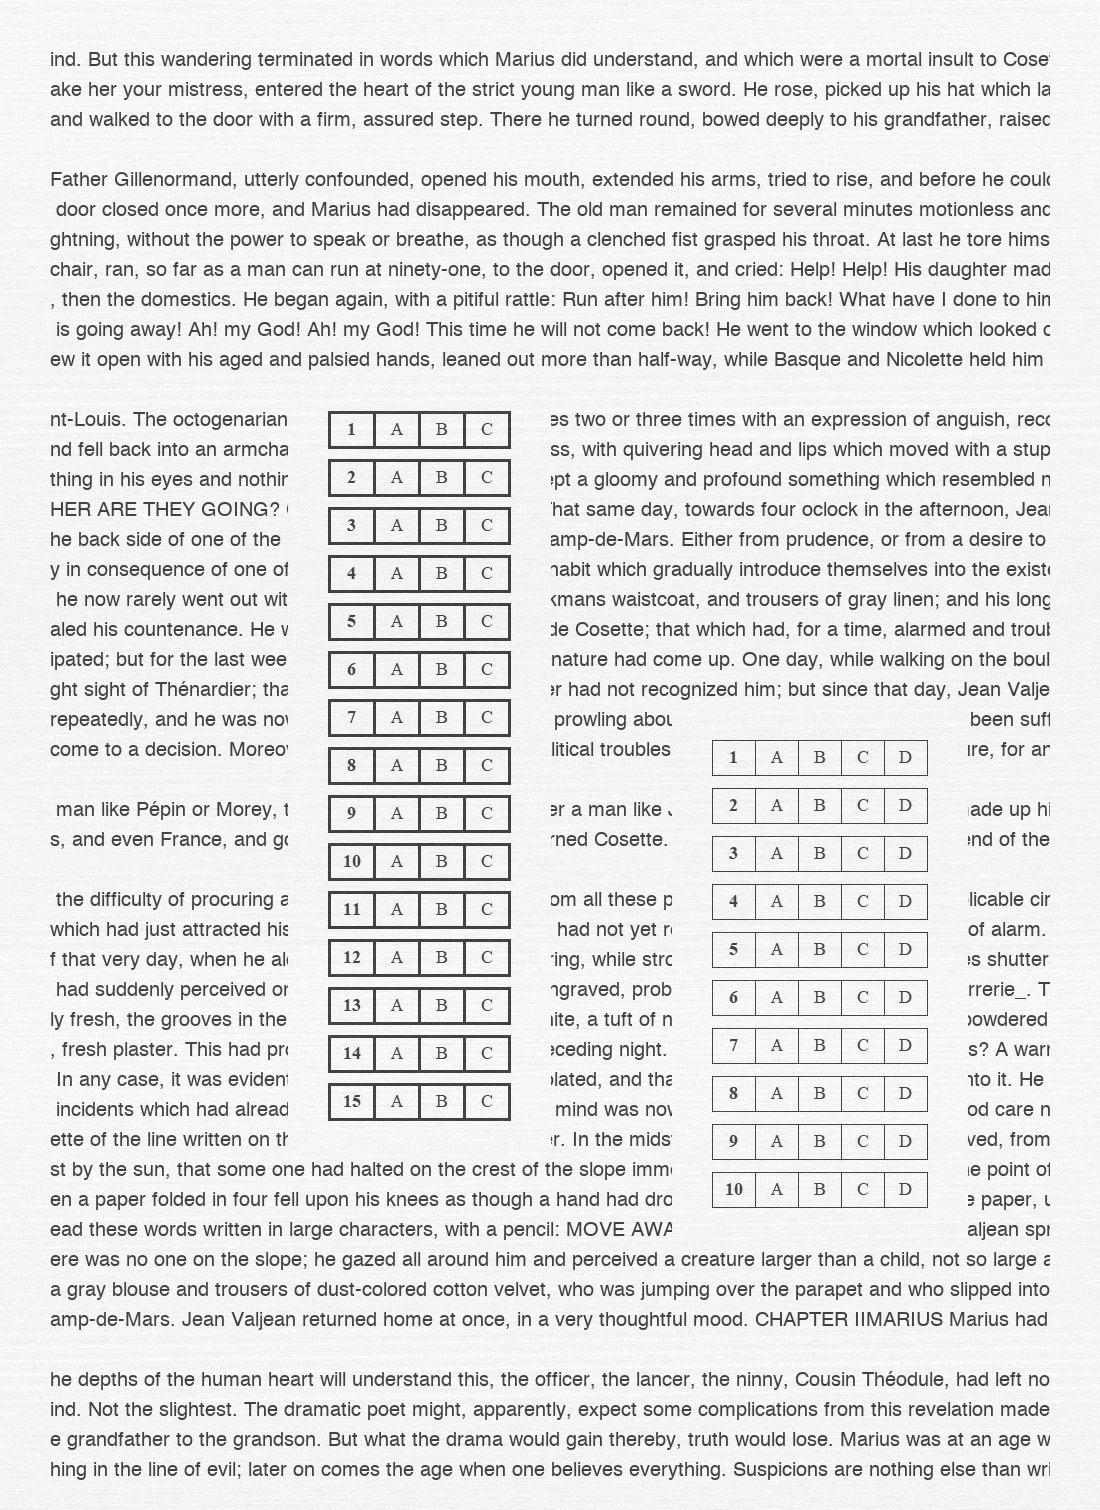 ind. But this wandering terminated in words which Marius did understand, and which were a mortal insult to Cose
ake her your mistress, entered the heart of the strict young man like a sword. He rose, picked up his hat which la
and walked to the door with a firm, assured step. There he turned round, bowed deeply to his grandfather, raised
Father Gillenormand, utterly confounded, opened his mouth, extended his arms, tried to rise, and before he could
door closed once more, and Marius had disappeared. The old man remained for several minutes motionless and
ghtning, without the power to speak or breathe, as though a clenched fist grasped his throat. At last he tore hims
chair, ran, so far as a man can run at ninety-one, to the door, opened it, and cried: Help! Help! His daughter mad
, then the domestics. He began again, with a pitiful rattle: Run after him! Bring him back! What have I done to him
is going away! Ah! my God! Ah! my God! This time he will not come back! He went to the window which looked o
ew it open with his aged and palsied hands, leaned out more than half-way, while Basque and Nicolette held him
nt-Louis. The octogenarian es two or three times with an expression of anguish, reco
nd fell back into an armcha ss, with quivering head and lips which moved with a stup
thing in his eyes and nothin ept a gloomy and profound something which resembled n
HER ARE THEY GOING? That same day, towards four oclock in the afternoon, Jean
he back side of one of the amp-de-Mars. Either from prudence, or from a desire to
y in consequence of one of habit which gradually introduce themselves into the existe
he now rarely went out wit kmans waistcoat, and trousers of gray linen; and his long
aled his countenance. He w de Cosette; that which had, for a time, alarmed and troub
ipated; but for the last wee nature had come up. One day, while walking on the boul
ght sight of Thénardier; tha er had not recognized him; but since that day, Jean Valje
repeatedly, and he was now prowling abou been suff
come to a decision. Moreov litical troubles ure, for an
man like Pépin or Morey, t er a man like J ade up hi
s, and even France, and go rned Cosette. end of the
the difficulty of procuring a om all these p licable cir
which had just attracted his had not yet r of alarm.
f that very day, when he al ring, while stro es shutter
had suddenly perceived on ngraved, prob rrerie_. T
ly fresh, the grooves in the ite, a tuft of n powdered
, fresh plaster. This had pro eceding night. s? A warn
In any case, it was evident olated, and tha nto it. He
incidents which had alread mind was now od care n
ette of the line written on th r. In the mids ved, from
st by the sun, that some one had halted on the crest of the slope imme e point of
en a paper folded in four fell upon his knees as though a hand had dro e paper, u
ead these words written in large characters, with a pencil: MOVE AWA aljean spr
ere was no one on the slope; he gazed all around him and perceived a creature larger than a child, not so large a
a gray blouse and trousers of dust-colored cotton velvet, who was jumping over the parapet and who slipped into
amp-de-Mars. Jean Valjean returned home at once, in a very thoughtful mood. CHAPTER IIMARIUS Marius had
he depths of the human heart will understand this, the officer, the lancer, the ninny, Cousin Théodule, had left no
ind. Not the slightest. The dramatic poet might, apparently, expect some complications from this revelation made
e grandfather to the grandson. But what the drama would gain thereby, truth would lose. Marius was at an age w
hing in the line of evil; later on comes the age when one believes everything. Suspicions are nothing else than wri
1 A B C
2 A B C
3 A B C
4 A B C
5 A B C
6 A B C
7 A B C
8 A B C
9 A B C
10 A B C
11 A B C
12 A B C
13 A B C
14 A B C
15 A B C
1 A B C D
2 A B C D
3 A B C D
4 A B C D
5 A B C D
6 A B C D
7 A B C D
8 A B C D
9 A B C D
10 A B C D